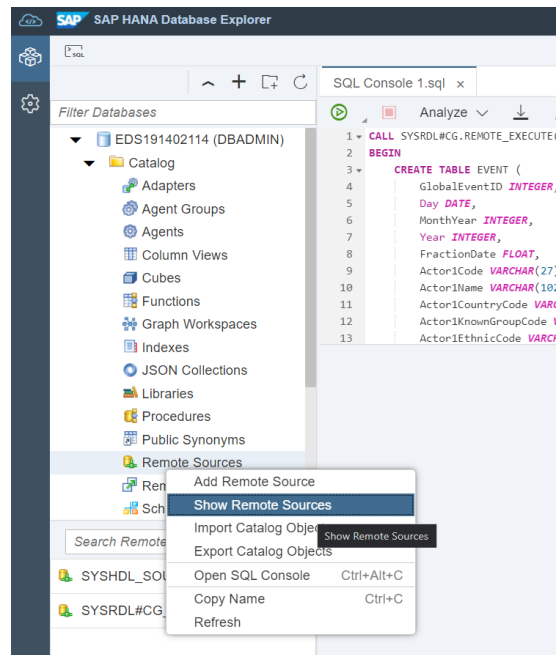 SAP SAP HANA Database Explorer
SQL
SQL Console 1.sql x
Filter Databases
Analyze
EDS191402114 (DBADMIN)
Catalog
Adapters
Agent Groups
Agents
Column Views
Cubes
Functions
Graph Workspaces
Indexes
JSON Collections
Libraries
Procedures
Public Synonyms
Remote Sources
Rem
Sch
1 CALL SYSRDL#CG.REMOTE_EXECUTE(
2 BEGIN
3 CREATE TABLE EVENT (
4 GlobalEventID INTEGER,
5 Day DATE,
6 MonthYear INTEGER,
7 Year INTEGER,
8 FractionDate FLOAT,
9 Actor1Code VARCHAR(27)
10 Actor1Name VARCHAR(102
11 Actor1CountryCode VARC
12 Actor1KnownGroupCode V
13 Actor1EthnicCode VARCH
Add Remote Source
Show Remote Sources
Import Catalog Objec
Show Remote Sources
Export Catalog Objects
Open SQL Console Ctrl+Alt+C
Copy Name Ctrl+C
Refresh
Search Remote
SYSHDL_SOU
SYSRDL#CG_